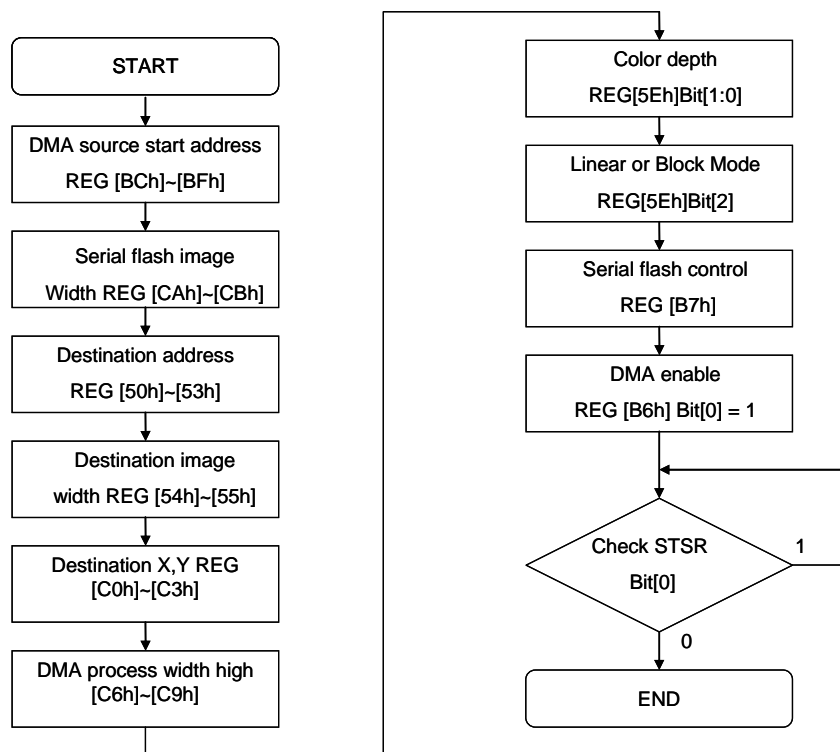 START
DMA source start address
REG [BCh]~[BFh]
Serial flash image
Width REG [CAh]~[CBh]
Destination address
REG [50h]~[53h]
Destination image
width REG [54h]~[55h]
Destination X,Y REG
[C0h]~[C3h]
DMA process width high
[C6h]~[C9h]
Color depth
REG[5Eh]Bit[1:0]
Linear or Block Mode
REG[5Eh]Bit[2]
Serial flash control
REG [B7h]
DMA enable
REG [B6h] Bit[0] = 1
Check STSR
Bit[0]
1
0
END